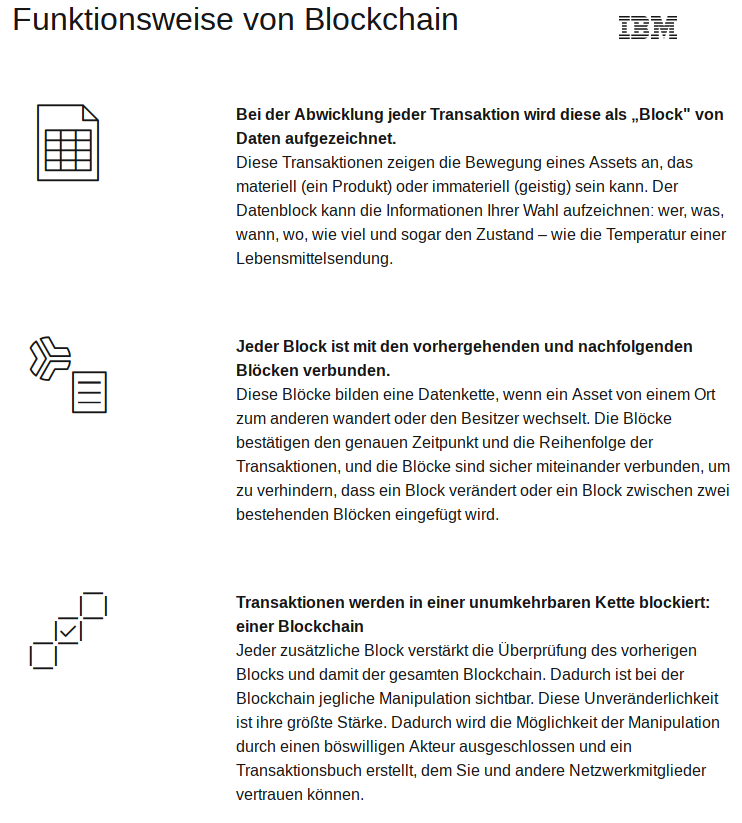 Funktionsweise von Blockchain
IBM
Bei der Abwicklung jeder Transaktion wird diese als „Block" von
Daten aufgezeichnet.
Diese Transaktionen zeigen die Bewegung eines Assets an, das
materiell (ein Produkt) oder immateriell (geistig) sein kann. Der
Datenblock kann die Informationen Ihrer Wahl aufzeichnen: wer, was,
wann, wo, wie viel und sogar den Zustand – wie die Temperatur einer
Lebensmittelsendung.
Jeder Block ist mit den vorhergehenden und nachfolgenden
Blöcken verbunden.
Diese Blöcke bilden eine Datenkette, wenn ein Asset von einem Ort
zum anderen wandert oder den Besitzer wechselt. Die Blöcke
bestätigen den genauen Zeitpunkt und die Reihenfolge der
Transaktionen, und die Blöcke sind sicher miteinander verbunden, um
zu verhindern, dass ein Block verändert oder ein Block zwischen zwei
bestehenden Blöcken eingefügt wird.
Transaktionen werden in einer unumkehrbaren Kette blockiert:
einer Blockchain
Jeder zusätzliche Block verstärkt die Überprüfung des vorherigen
Blocks und damit der gesamten Blockchain. Dadurch ist bei der
Blockchain jegliche Manipulation sichtbar. Diese Unveränderlichkeit
ist ihre größte Stärke. Dadurch wird die Möglichkeit der Manipulation
durch einen böswilligen Akteur ausgeschlossen und ein
Transaktionsbuch erstellt, dem Sie und andere Netzwerkmitglieder
vertrauen können.